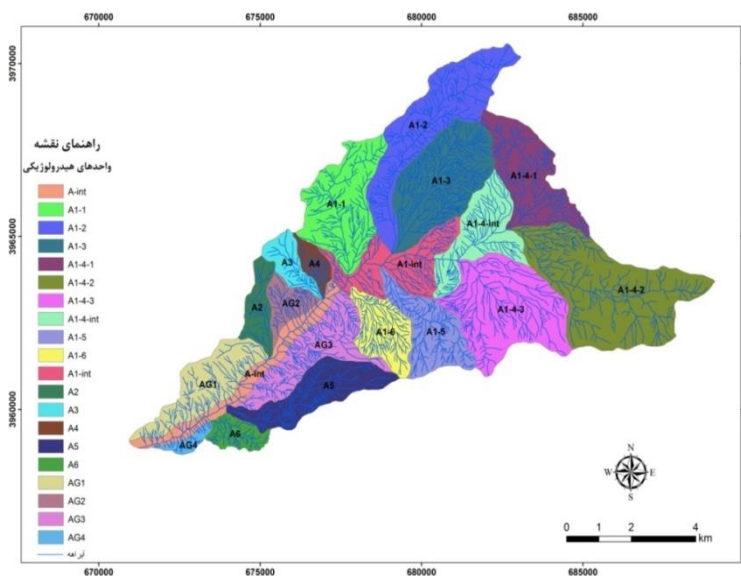 670000 675000 680000 685000
3970000
3965000
3960000
راهنمای نقشه
واحدهای هیدرولوژیکی
A-int
A1-1
A1-2
A1-3
A1-4-1
A1-4-2
A1-4-3
A1-4-int
A1-5
A1-6
A1-int
A2
A3
A4
A5
A6
AG1
AG2
AG3
AG4
آبراهه
A1-2
A1-3
A1-4-1
A1-1
A1-4-int
A3
A4
A1-int
A1-4-2
A2
AG2
A1-4-3
AG3
A1-6
A1-5
AG1
A-int
A5
AG4
A6
N
W E
S
0 1 2 4
km
670000 675000 680000 685000